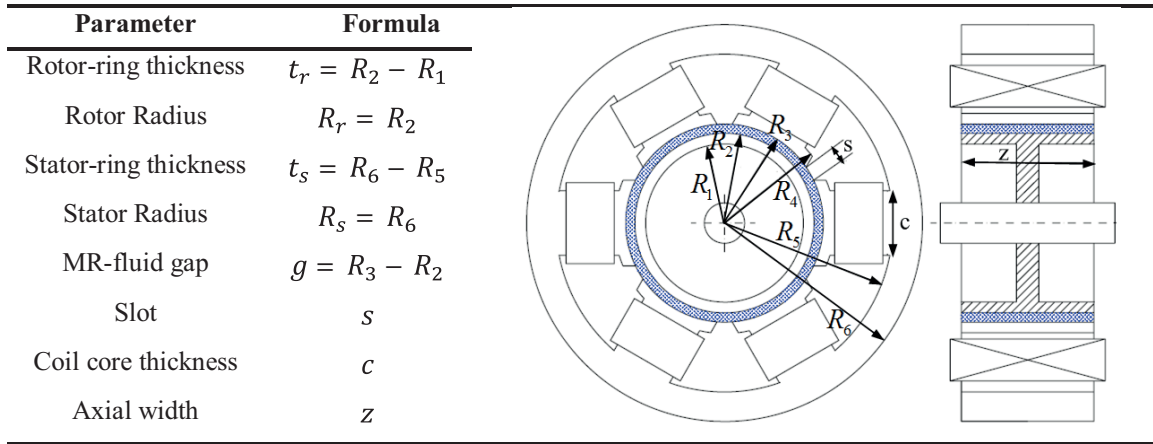 Parameter Formula
Rotor-ring thickness t_r = R_2 − R_1
Rotor Radius R_r = R_2
Stator-ring thickness t_s = R_6 − R_5
Stator Radius R_s = R_6
MR-fluid gap g = R_3 − R_2
Slot s
Coil core thickness c
Axial width z
R_3
R_2
s
R_1
R_4
c
R_5
R_6
z